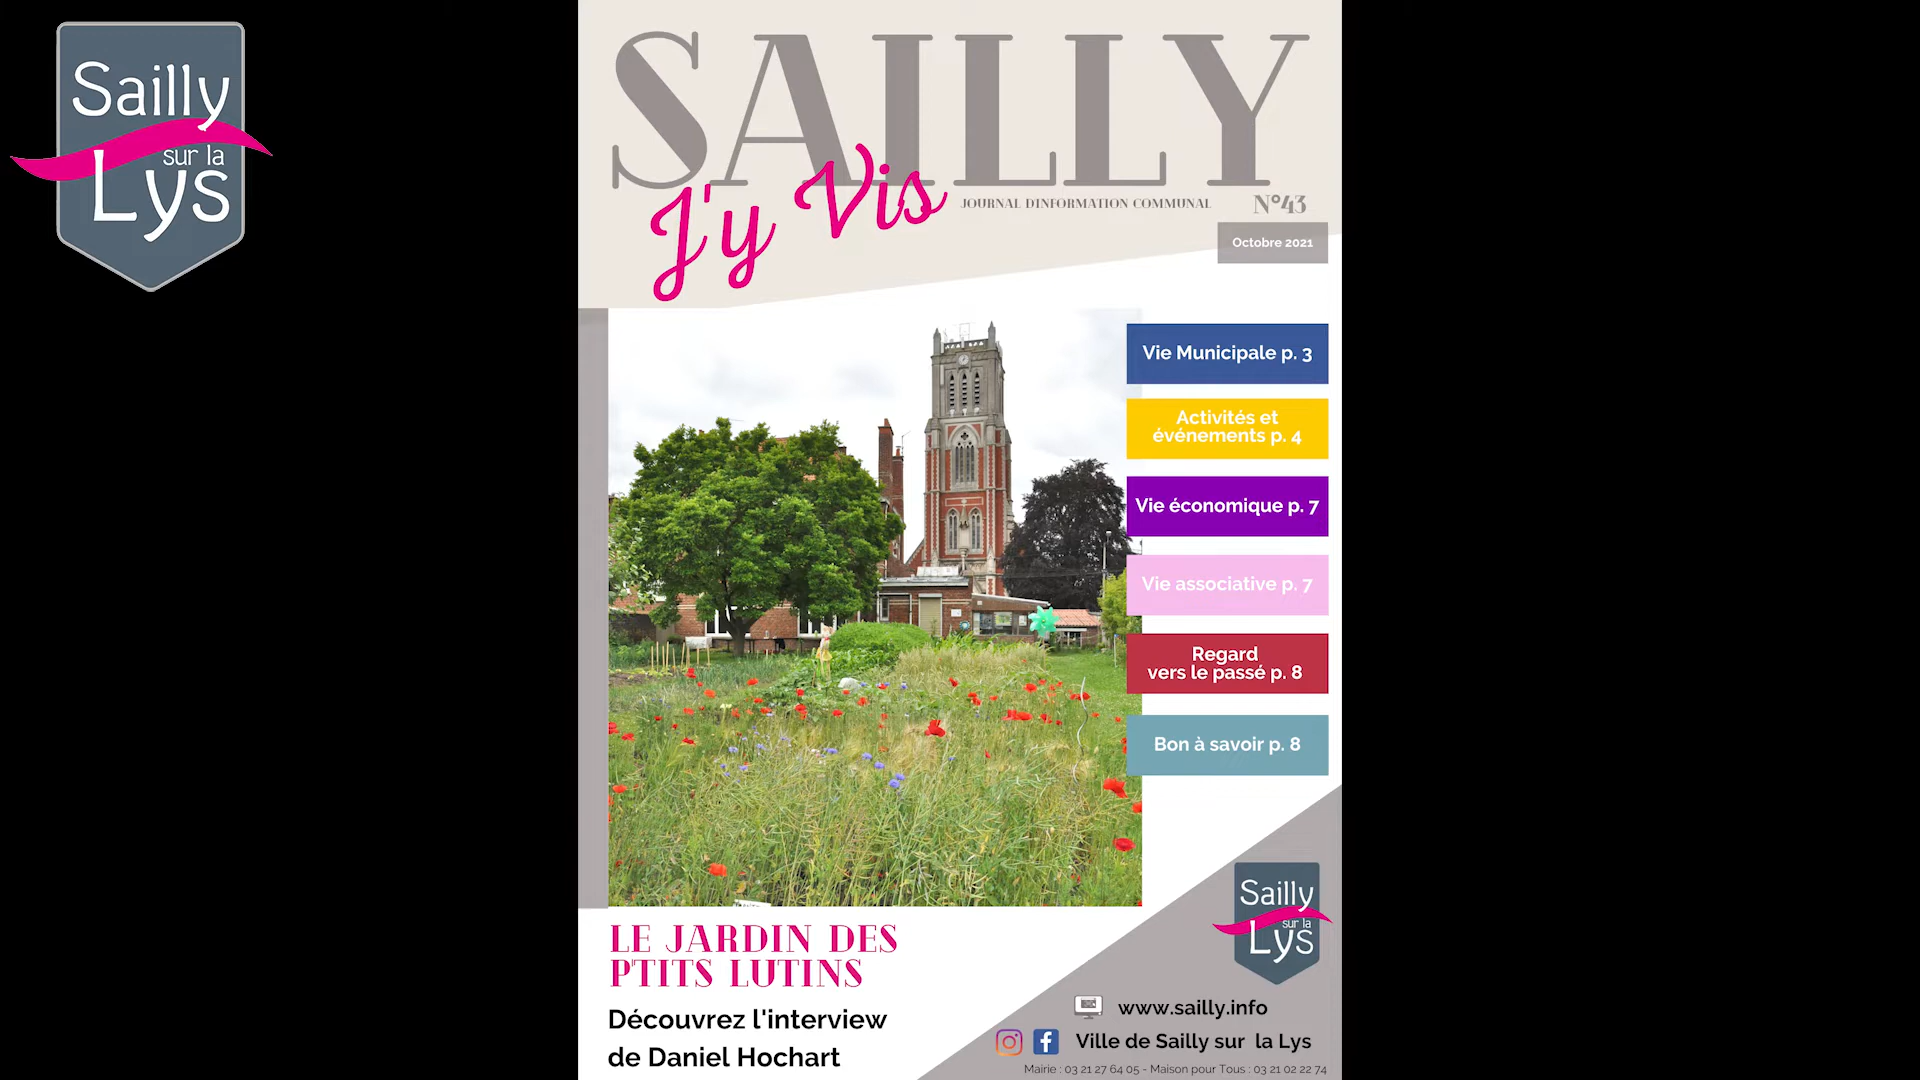 Sailly
sur la
Lys
SAILLY
J'y Vis
JOURNAL D'INFORMATION COMMUNAL
N°43
Octobre 2021
Vie Municipale p. 3
Activités et
événements p. 4
Vie économique p. 7
Vie associative p. 7
Regard
vers le passé p. 8
Bon à savoir p. 8
LE JARDIN DES
PTITS LUTINS
Découvrez l'interview
de Daniel Hochart
Sailly
sur la
Lys
www.sailly.info
Ville de Sailly sur la Lys
Mairie : 03 21 27 64 05 - Maison pour Tous : 03 21 02 22 74